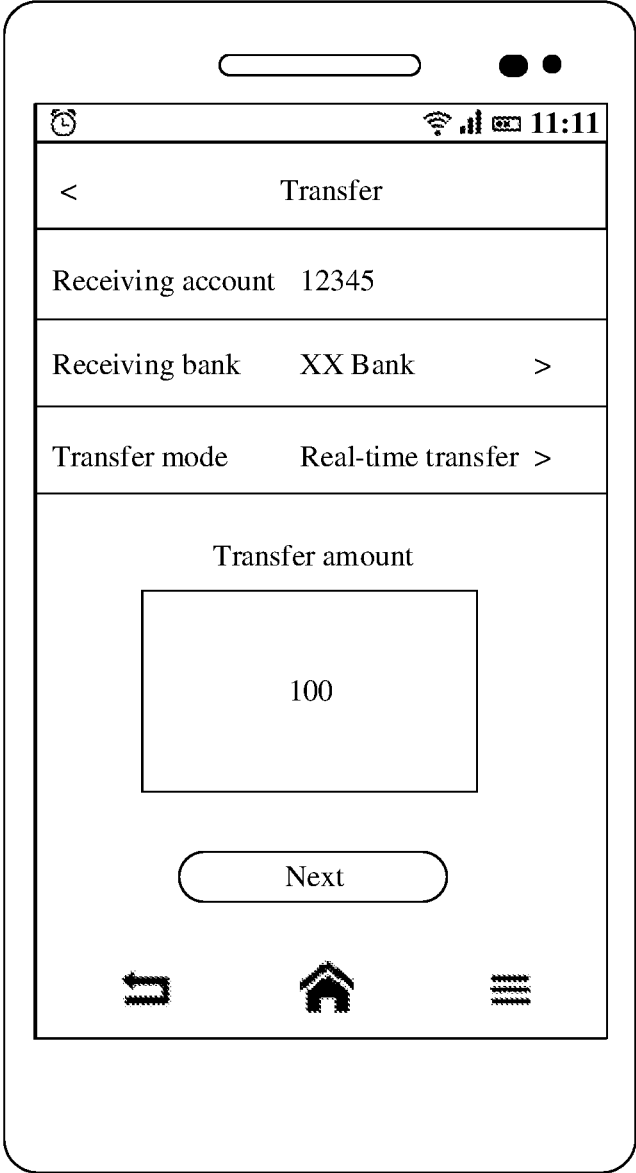 11:11
< Transfer
Receiving account 12345
Receiving bank XX Bank >
Transfer mode Real-time transfer >
Transfer amount
100
Next